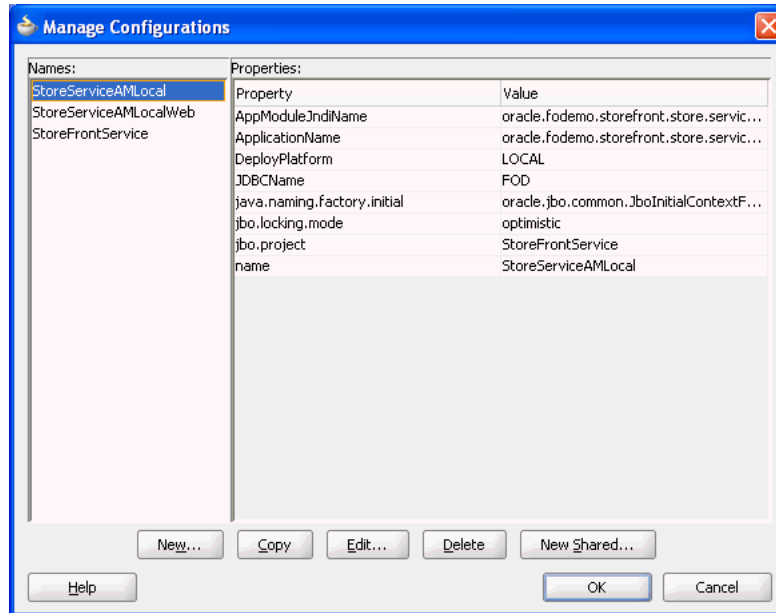 Manage Configurations
Names:
StoreServiceAMLocal
StoreServiceAMLocalWeb
StoreFrontService
Properties:
Property Value
AppModuleJndiName oracle.fodemo.storefront.store.servic...
ApplicationName oracle.fodemo.storefront.store.servic...
DeployPlatform LOCAL
JDBCName FOD
java.naming.factory.initial oracle.jbo.common.JboInitialContextF...
jbo.locking.mode optimistic
jbo.project StoreFrontService
name StoreServiceAMLocal
New... Copy Edit... Delete New Shared...
Help OK Cancel